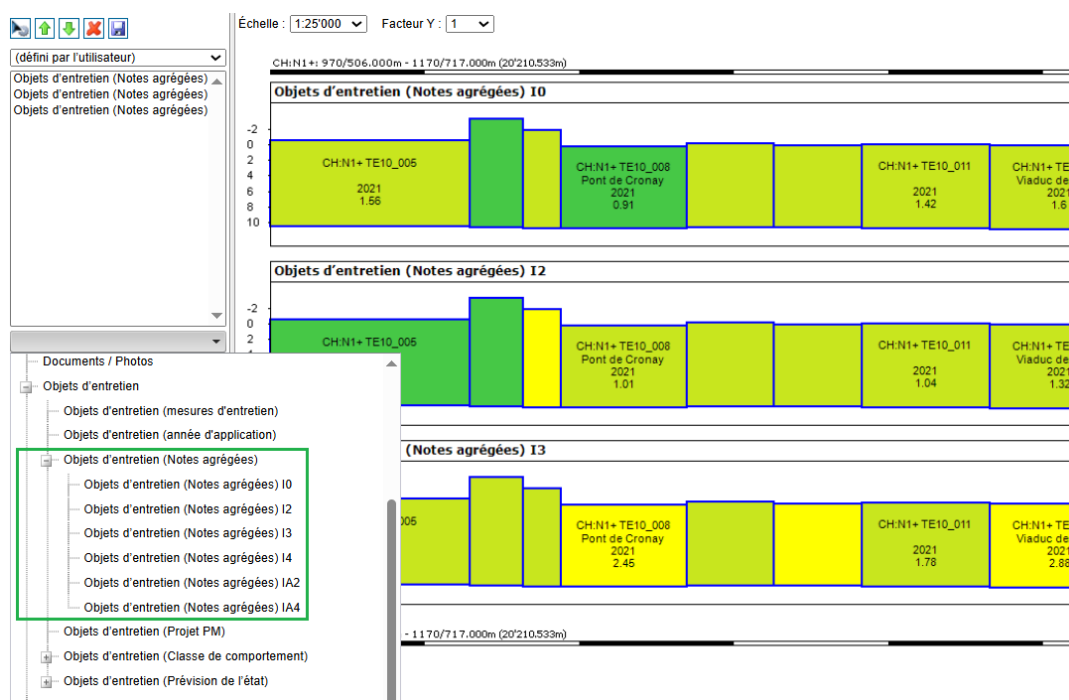 Échelle : 1:25'000 Facteur Y : 1
(défini par l'utilisateur)
Objets d'entretien (Notes agrégées)
Objets d'entretien (Notes agrégées)
Objets d'entretien (Notes agrégées)
CH:N1+: 970/506.000m - 1170/717.000m (20'210.533m)
Objets d'entretien (Notes agrégées) I0
-2
0
2
4
6
8
10
CH:N1+ TE10_005
2021
1.56
CH:N1+ TE10_008
Pont de Cronay
2021
0.91
CH:N1+ TE10_011
2021
1.42
CH:N1+ TE
Viaduc de
202
1.6
Objets d'entretien (Notes agrégées) I2
-2
0
2
CH:N1+ TE10_005
CH:N1+ TE10_008
Pont de Cronay
2021
1.01
CH:N1+ TE10_011
2021
1.04
CH:N1+ TE
Viaduc de
202
1.32
(Notes agrégées) I3
005
CH:N1+ TE10_008
Pont de Cronay
2021
2.45
CH:N1+ TE10_011
2021
1.78
CH:N1+ TE
Viaduc de
202
2.88
- 1170/717.000m (20'210.533m)
Documents / Photos
Objets d'entretien
Objets d'entretien (mesures d'entretien)
Objets d'entretien (année d'application)
Objets d'entretien (Notes agrégées)
Objets d'entretien (Notes agrégées) I0
Objets d'entretien (Notes agrégées) I2
Objets d'entretien (Notes agrégées) I3
Objets d'entretien (Notes agrégées) I4
Objets d'entretien (Notes agrégées) IA2
Objets d'entretien (Notes agrégées) IA4
Objets d'entretien (Projet PM)
Objets d'entretien (Classe de comportement)
Objets d'entretien (Prévision de l'état)